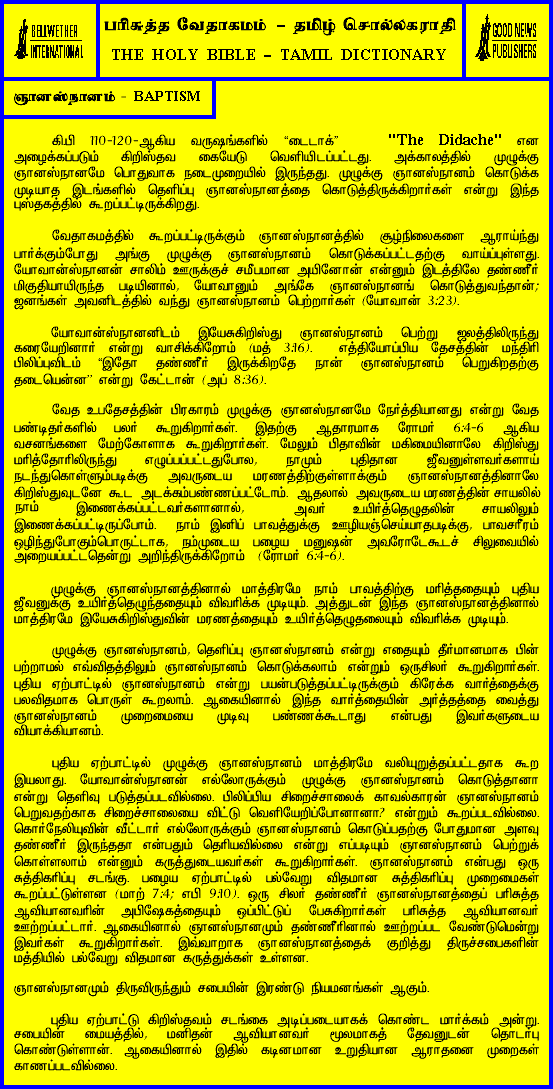 BELLWETHER
INTERNATIONAL
பரிசுத்த வேதாகமம் – தமிழ் சொல்லகராதி
THE HOLY BIBLE – TAMIL DICTIONARY
GOOD NEWS
PUBLISHERS
ஞானஸ்நானம் - BAPTISM
கிபி 110-120-ஆகிய வருஷங்களில் “டைடாக்” "The Didache" என
அழைக்கப்படும் கிறிஸ்தவ கையேடு வெளியிடப்பட்டது. அக்காலத்தில் முழுக்கு
ஞானஸ்நானமே பொதுவாக நடைமுறையில் இருந்தது. முழுக்கு ஞானஸ்நானம் கொடுக்க
முடியாத இடங்களில் தெளிப்பு ஞானஸ்நானத்தை கொடுத்திருக்கிறார்கள் என்று இந்த
புஸ்தகத்தில் கூறப்பட்டிருக்கிறது.
வேதாகமத்தில் கூறப்பட்டிருக்கும் ஞானஸ்நானத்தில் சூழ்நிலைகளை ஆராய்ந்து
பார்க்கும்போது அங்கு முழுக்கு ஞானஸ்நானம் கொடுக்கப்பட்டதற்கு வாய்ப்புள்ளது.
யோவான்ஸ்நானன் சாலிம் ஊருக்குச் சமீபமான அயினோன் என்னும் இடத்திலே தண்ணீர்
மிகுதியாயிருந்த படியினால், யோவானும் அங்கே ஞானஸ்நானங் கொடுத்துவந்தான்;
ஜனங்கள் அவனிடத்தில் வந்து ஞானஸ்நானம் பெற்றார்கள் (யோவான் 3:23).
யோவான்ஸ்நானனிடம் இயேசுகிறிஸ்து ஞானஸ்நானம் பெற்று ஜலத்திலிருந்து
கரையேறினார் என்று வாசிக்கிறோம் (மத் 3:16). எத்தியோப்பிய தேசத்தின் மந்திரி
பிலிப்புவிடம் “இதோ தண்ணீர் இருக்கிறதே நான் ஞானஸ்நானம் பெறுகிறதற்கு
தடையென்ன” என்று கேட்டான் (அப் 8:36).
வேத உபதேசத்தின் பிரகாரம் முழுக்கு ஞானஸ்நானமே நேர்த்தியானது என்று வேத
பண்டிதர்களில் பலர் கூறுகிறார்கள். இதற்கு ஆதாரமாக ரோமர் 6:4-6 ஆகிய
வசனங்களை மேற்கோளாக கூறுகிறார்கள். மேலும் பிதாவின் மகிமையினாலே கிறிஸ்து
மரித்தோரிலிருந்து எழுப்பப்பட்டதுபோல, நாமும் புதிதான ஜீவனுள்ளவர்களாய்
நடந்துகொள்ளும்படிக்கு அவருடைய மரணத்திற்குள்ளாக்கும் ஞானஸ்நானத்தினாலே
கிறிஸ்துவுடனே கூட அடக்கம்பண்ணப்பட்டோம். ஆதலால் அவருடைய மரணத்தின் சாயலில்
நாம் இணைக்கப்பட்டவர்களானால், அவர் உயிர்த்தெழுதலின் சாயலிலும்
இணைக்கப்பட்டிருப்போம். நாம் இனிப் பாவத்துக்கு ஊழியஞ்செய்யாதபடிக்கு, பாவசரீரம்
ஒழிந்துபோகும்பொருட்டாக, நம்முடைய பழைய மனுஷன் அவரோடேகூடச் சிலுவையில்
அறையப்பட்டதென்று அறிந்திருக்கிறோம் (ரோமர் 6:4-6).
முழுக்கு ஞானஸ்நானத்தினால் மாத்திரமே நாம் பாவத்திற்கு மரித்ததையும் புதிய
ஜீவனுக்கு உயிர்த்தெழுந்ததையும் விவரிக்க முடியும். அத்துடன் இந்த ஞானஸ்நானத்தினால்
மாத்திரமே இயேசுகிறிஸ்துவின் மரணத்தையும் உயிர்த்தெழுதலையும் விவரிக்க முடியும்.
முழுக்கு ஞானஸ்நானம், தெளிப்பு ஞானஸ்நானம் என்று எதையும் தீர்மானமாக பின்
பற்றாமல் எவ்விதத்திலும் ஞானஸ்நானம் கொடுக்கலாம் என்றும் ஒருசிலர் கூறுகிறார்கள்.
புதிய ஏற்பாட்டில் ஞானஸ்நானம் என்று பயன்படுத்தப்பட்டிருக்கும் கிரேக்க வார்த்தைக்கு
பலவிதமாக பொருள் கூறலாம். ஆகையினால் இந்த வார்த்தையின் அர்த்தத்தை வைத்து
ஞானஸ்நானம் முறைமையை முடிவு பண்ணக்கூடாது என்பது இவர்களுடைய
வியாக்கியானம்.
புதிய ஏற்பாட்டில் முழுக்கு ஞானஸ்நானம் மாத்திரமே வலியுறுத்தப்பட்டதாக கூற
இயலாது. யோவான்ஸ்நானன் எல்லோருக்கும் முழுக்கு ஞானஸ்நானம் கொடுத்தானா
என்று தெளிவு படுத்தப்படவில்லை. பிலிப்பிய சிறைச்சாலைக் காவல்காரன் ஞானஸ்நானம்
பெறுவதற்காக சிறைச்சாலையை விட்டு வெளியேறிப்போனானா? என்றும் கூறப்படவில்லை.
கொர்நேலியுவின் வீட்டார் எல்லோருக்கும் ஞானஸ்நானம் கொடுப்பதற்கு போதுமான அளவு
தண்ணீர் இருந்ததா என்பதும் தெரியவில்லை என்று எப்படியும் ஞானஸ்நானம் பெற்றுக்
கொள்ளலாம் என்னும் கருத்துடையவர்கள் கூறுகிறார்கள். ஞானஸ்நானம் என்பது ஒரு
சுத்திகரிப்பு சடங்கு. பழைய ஏற்பாட்டில் பல்வேறு விதமான சுத்திகரிப்பு முறைமைகள்
கூறப்பட்டுள்ளன (மாற் 7:4; எபி 9:10). ஒரு சிலர் தண்ணீர் ஞானஸ்நானத்தைப் பரிசுத்த
ஆவியானவரின் அபிஷேகத்தையும் ஒப்பிட்டுப் பேசுகிறார்கள் பரிசுத்த ஆவியானவர்
ஊற்றப்பட்டார். ஆகையினால் ஞானஸ்நானமும் தண்ணீரினால் ஊற்றப்பட வேண்டுமென்று
இவர்கள் கூறுகிறார்கள். இவ்வாறாக ஞானஸ்நானத்தைக் குறித்து திருச்சபைகளின்
மத்தியில் பல்வேறு விதமான கருத்துக்கள் உள்ளன.
ஞானஸ்நானமும் திருவிருந்தும் சபையின் இரண்டு நியமனங்கள் ஆகும்.
புதிய ஏற்பாட்டு கிறிஸ்தவம் சடங்கை அடிப்படையாகக் கொண்ட மார்க்கம் அன்று.
சபையின் மையத்தில், மனிதன் ஆவியானவர் மூலமாகத் தேவனுடன் தொடர்பு
கொண்டுள்ளான். ஆகையினால் இதில் கடினமான உறுதியான ஆராதனை முறைகள்
காணப்படவில்லை.